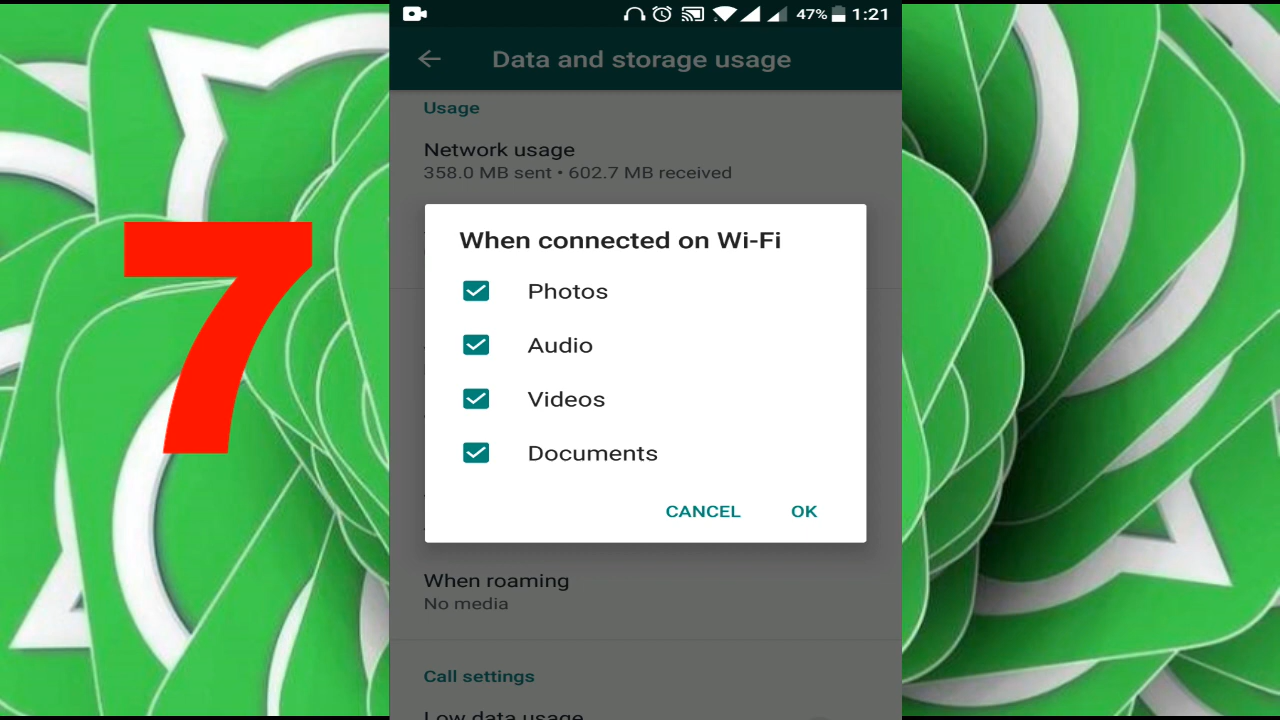 47% 1:21
Data and storage usage
Usage
Network usage
358.0 MB sent • 602.7 MB received
7
When connected on Wi-Fi
Photos
Audio
Videos
Documents
CANCEL OK
When roaming
No media
Call settings
Low data usage